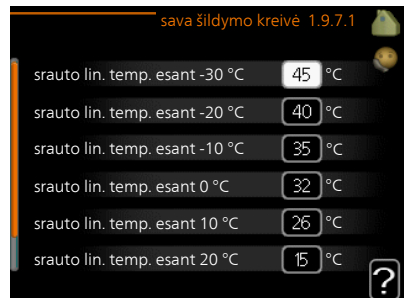 sava šildymo kreivė 1.9.7.1
srauto lin. temp. esant -30 °C 45 °C
srauto lin. temp. esant -20 °C 40 °C
srauto lin. temp. esant -10 °C 35 °C
srauto lin. temp. esant 0 °C 32 °C
srauto lin. temp. esant 10 °C 26 °C
srauto lin. temp. esant 20 °C 15 °C
?